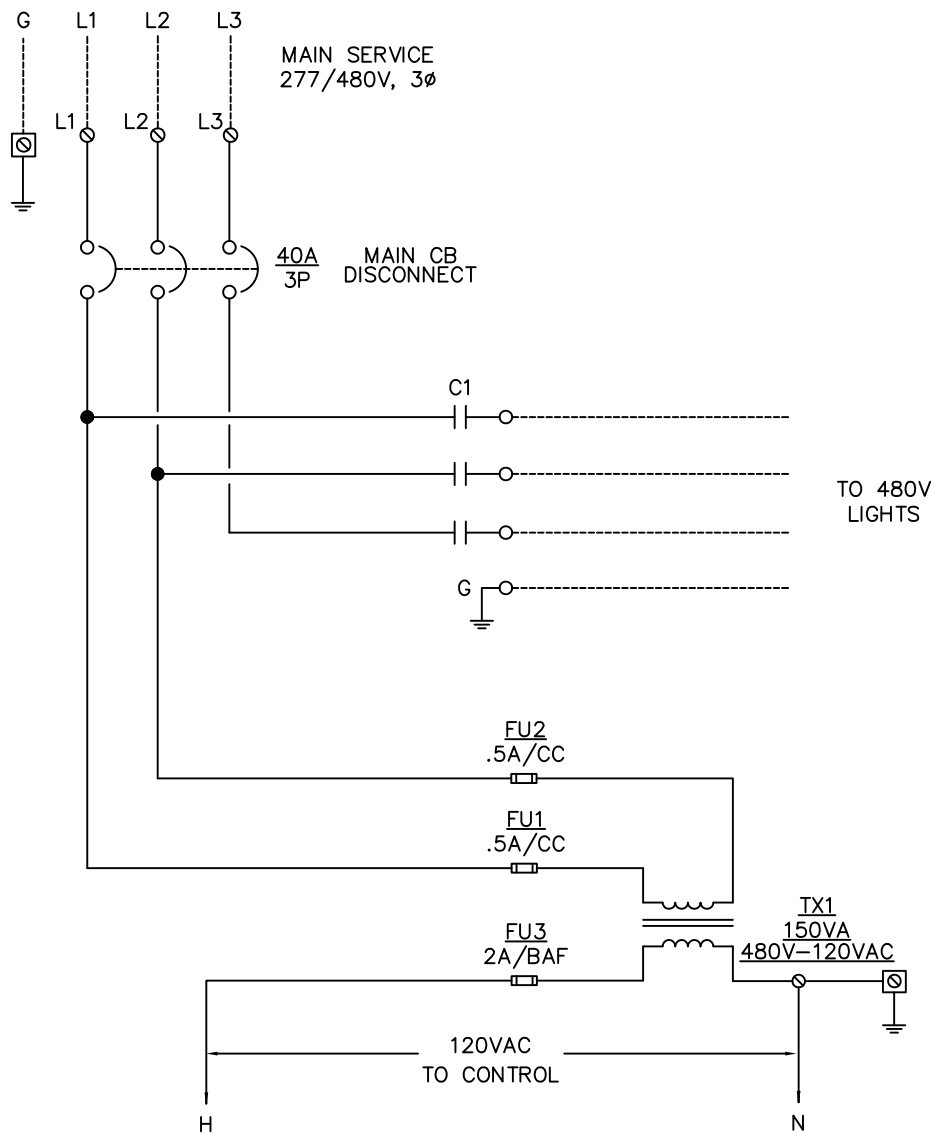 G L1 L2 L3
MAIN SERVICE
277/480V, 3ø
L1 L2 L3
40A
3P
MAIN CB
DISCONNECT
C1
TO 480V
LIGHTS
G
FU2
.5A/CC
FU1
.5A/CC
TX1
150VA
480V-120VAC
FU3
2A/BAF
120VAC
TO CONTROL
H N